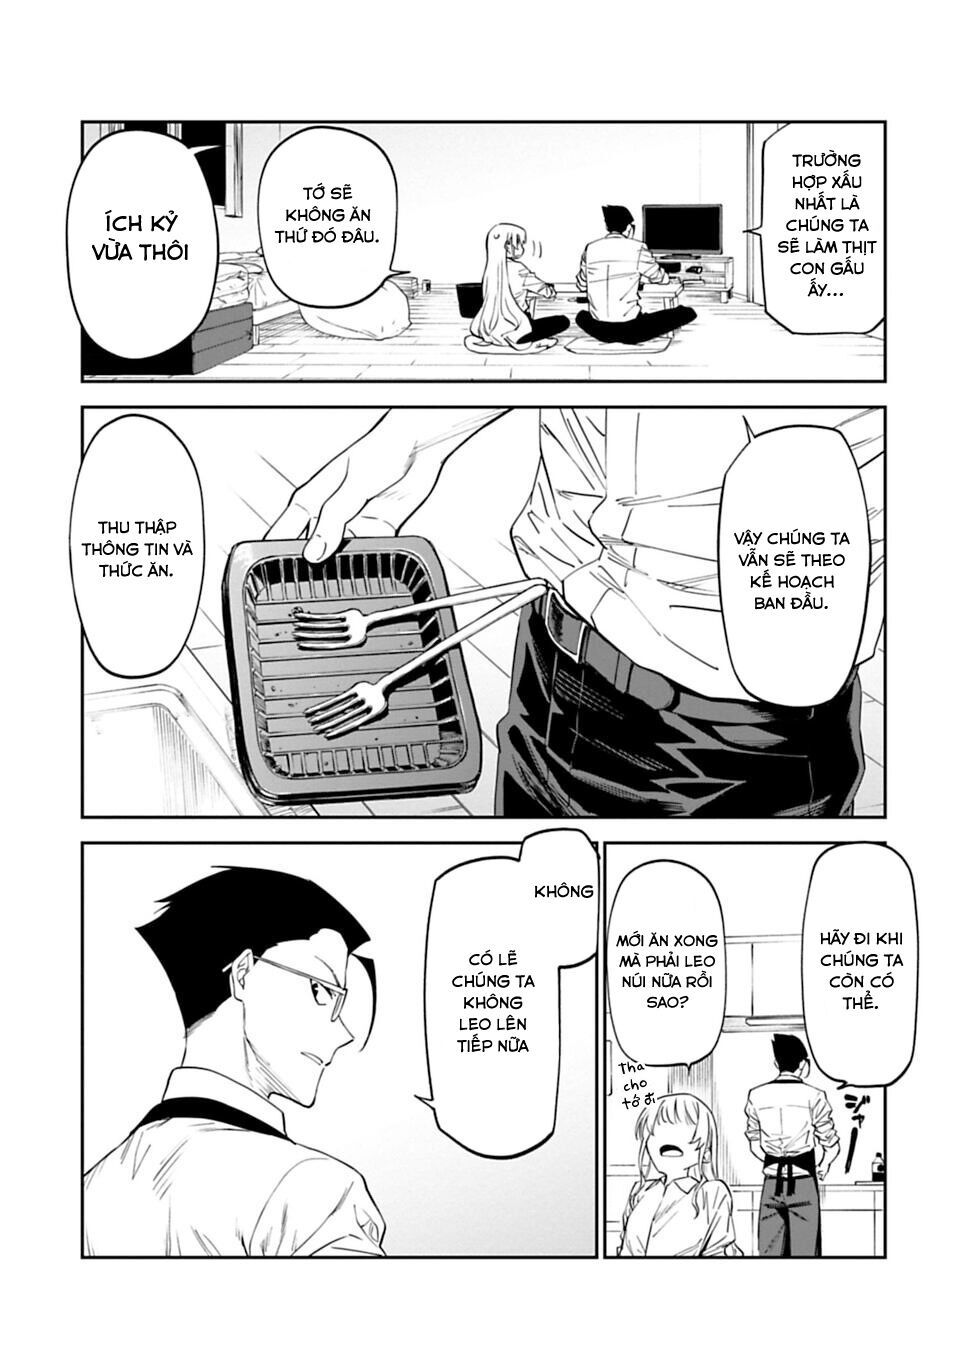 TRƯỜNG
HỢP XẤU
NHẤT LÀ
CHÚNG TA
SẼ LÀM THỊT
CON GẤU
ẤY...
TỚ SẼ
KHÔNG ĂN
THỨ ĐÓ ĐÂU.
ÍCH KỶ
VỪA THÔI
VẬY CHÚNG TA
VẪN SẼ THEO
KẾ HOẠCH
BAN ĐẦU.
THU THẬP
THÔNG TIN VÀ
THỨC ĂN.
HÃY ĐI KHI
CHÚNG TA
CÒN CÓ
THỂ.
MỚI ĂN XONG
MÀ PHẢI LEO
NÚI NỮA RỒI
SAO?
tha
cho
tớ đi
ジャー
KHÔNG
CÓ LẼ
CHÚNG TA
KHÔNG
LEO LÊN
TIẾP NỮA